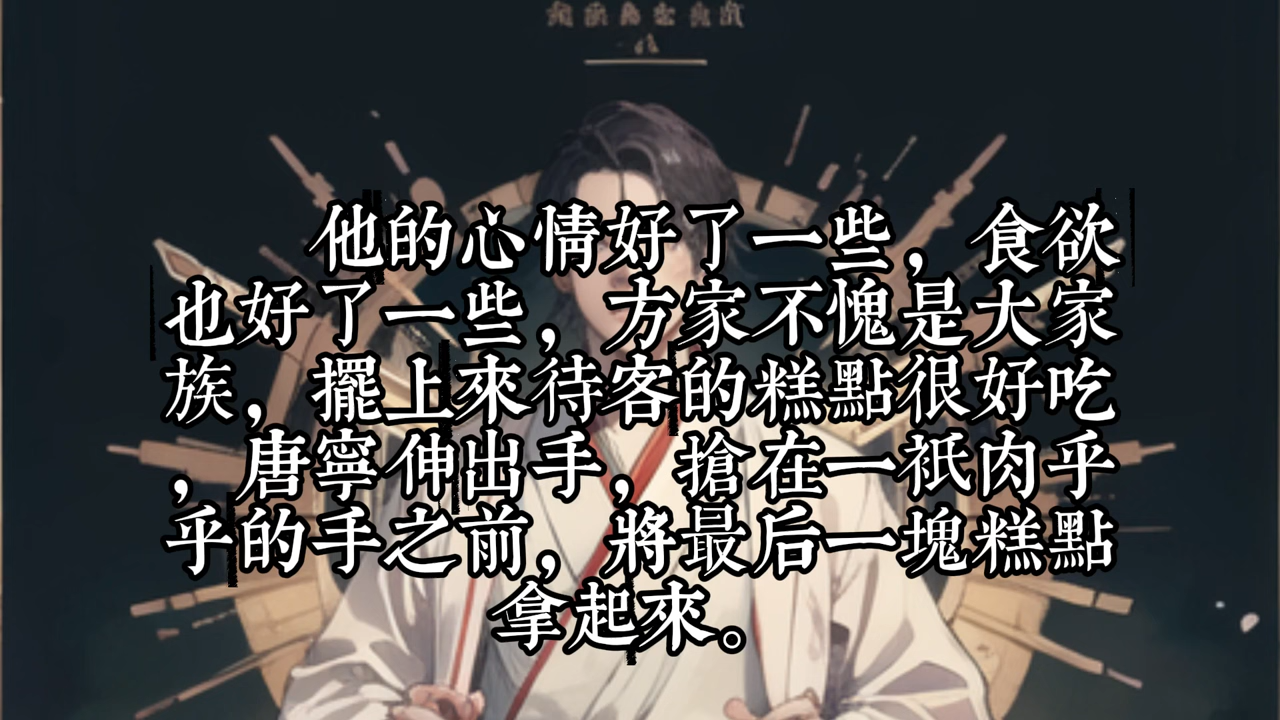 他的心情好了一些，食欲
也好了一些，方家不愧是大家
族，擺上來待客的糕點很好吃
，唐寧伸出手，搶在一衹肉乎
乎的手之前，將最后一塊糕點
拿起來。